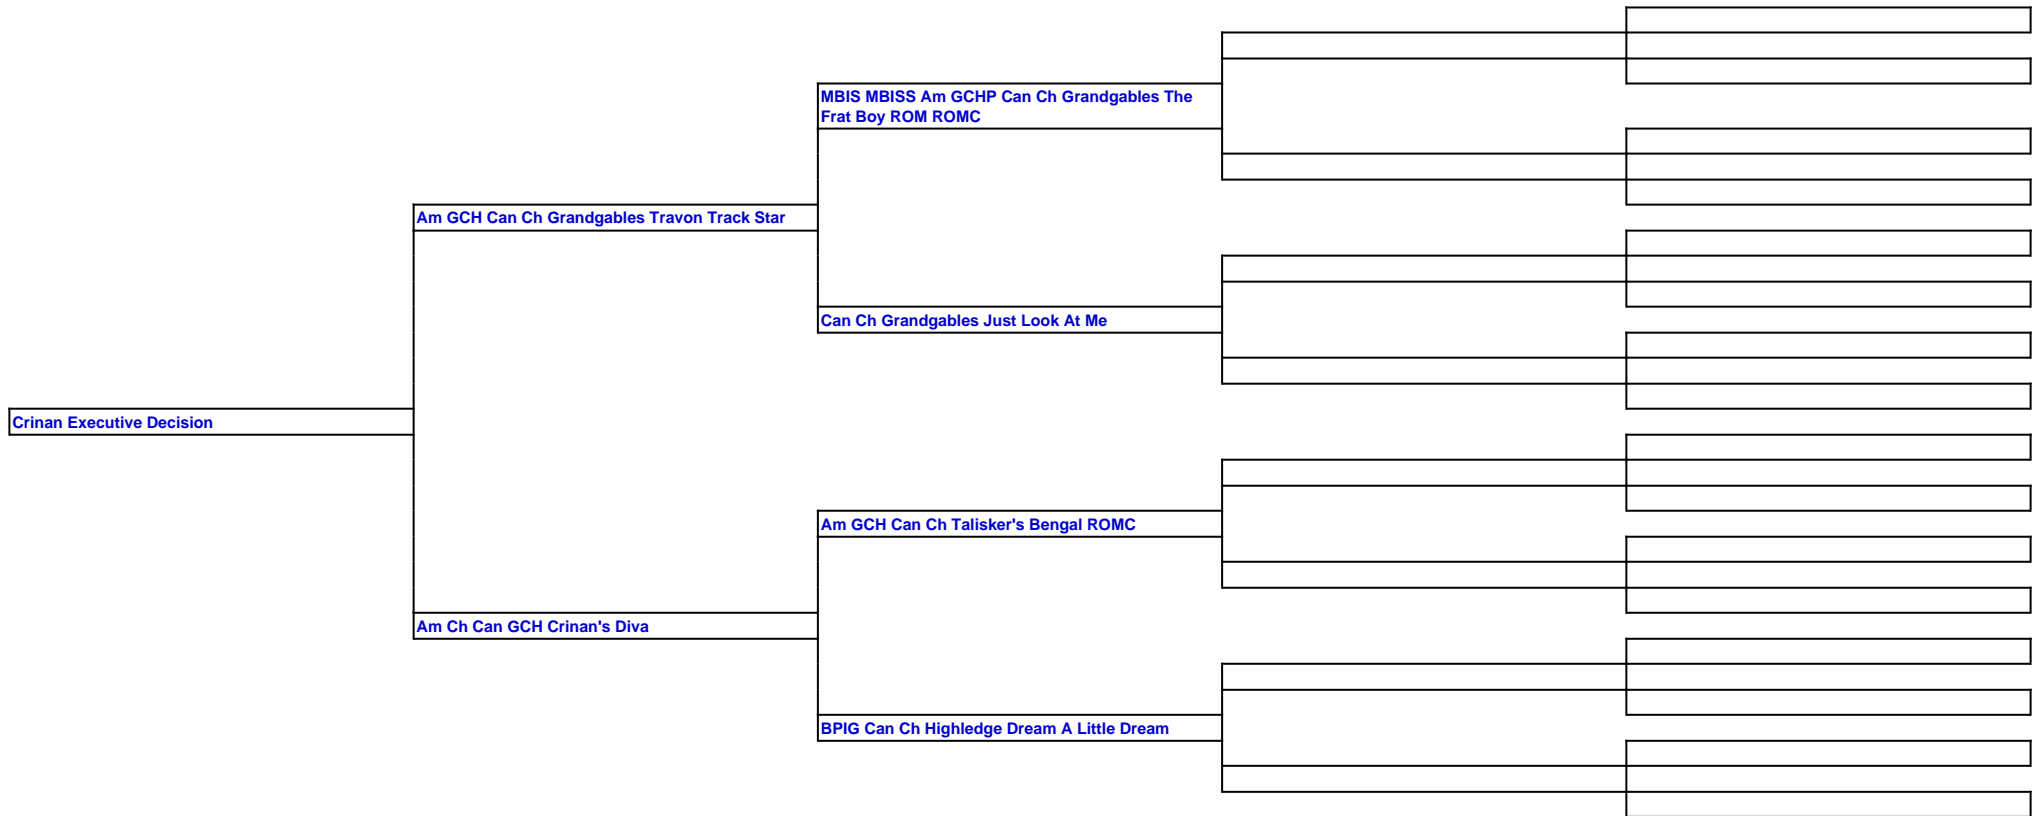 MBIS MBISS Am GCHP Can Ch Grandgables The
Frat Boy ROM ROMC
Am GCH Can Ch Grandgables Travon Track Star
Can Ch Grandgables Just Look At Me
Crinan Executive Decision
Am GCH Can Ch Talisker's Bengal ROMC
Am Ch Can GCH Crinan's Diva
BPIG Can Ch Highledge Dream A Little Dream